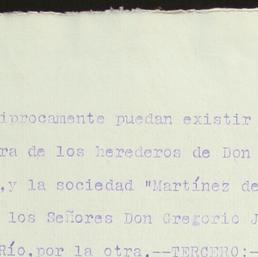 íprocamente puedan existir
ra de los herederos de Don
,y la sociedad "Martínez de
los Señores Don Gregorio J
Río,por la otra.--TERCERO:-